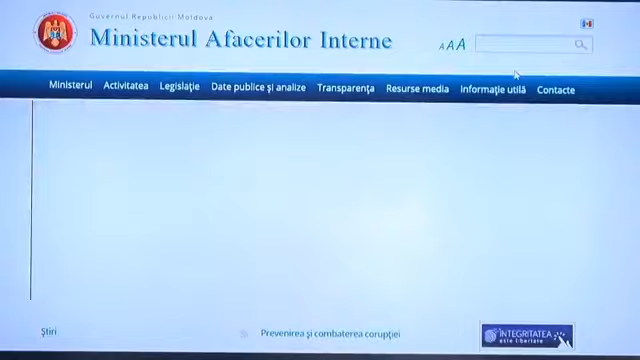 Guvernul Republicii Moldova
Ministerul Afacerilor Interne
A A A
Ministerul Activitatea Legislaţie Date publice şi analize Transparenţa Resurse media Informaţie utilă Contacte
Ştiri
Prevenirea şi combaterea corupţiei
INTEGRITATEA
este libertate